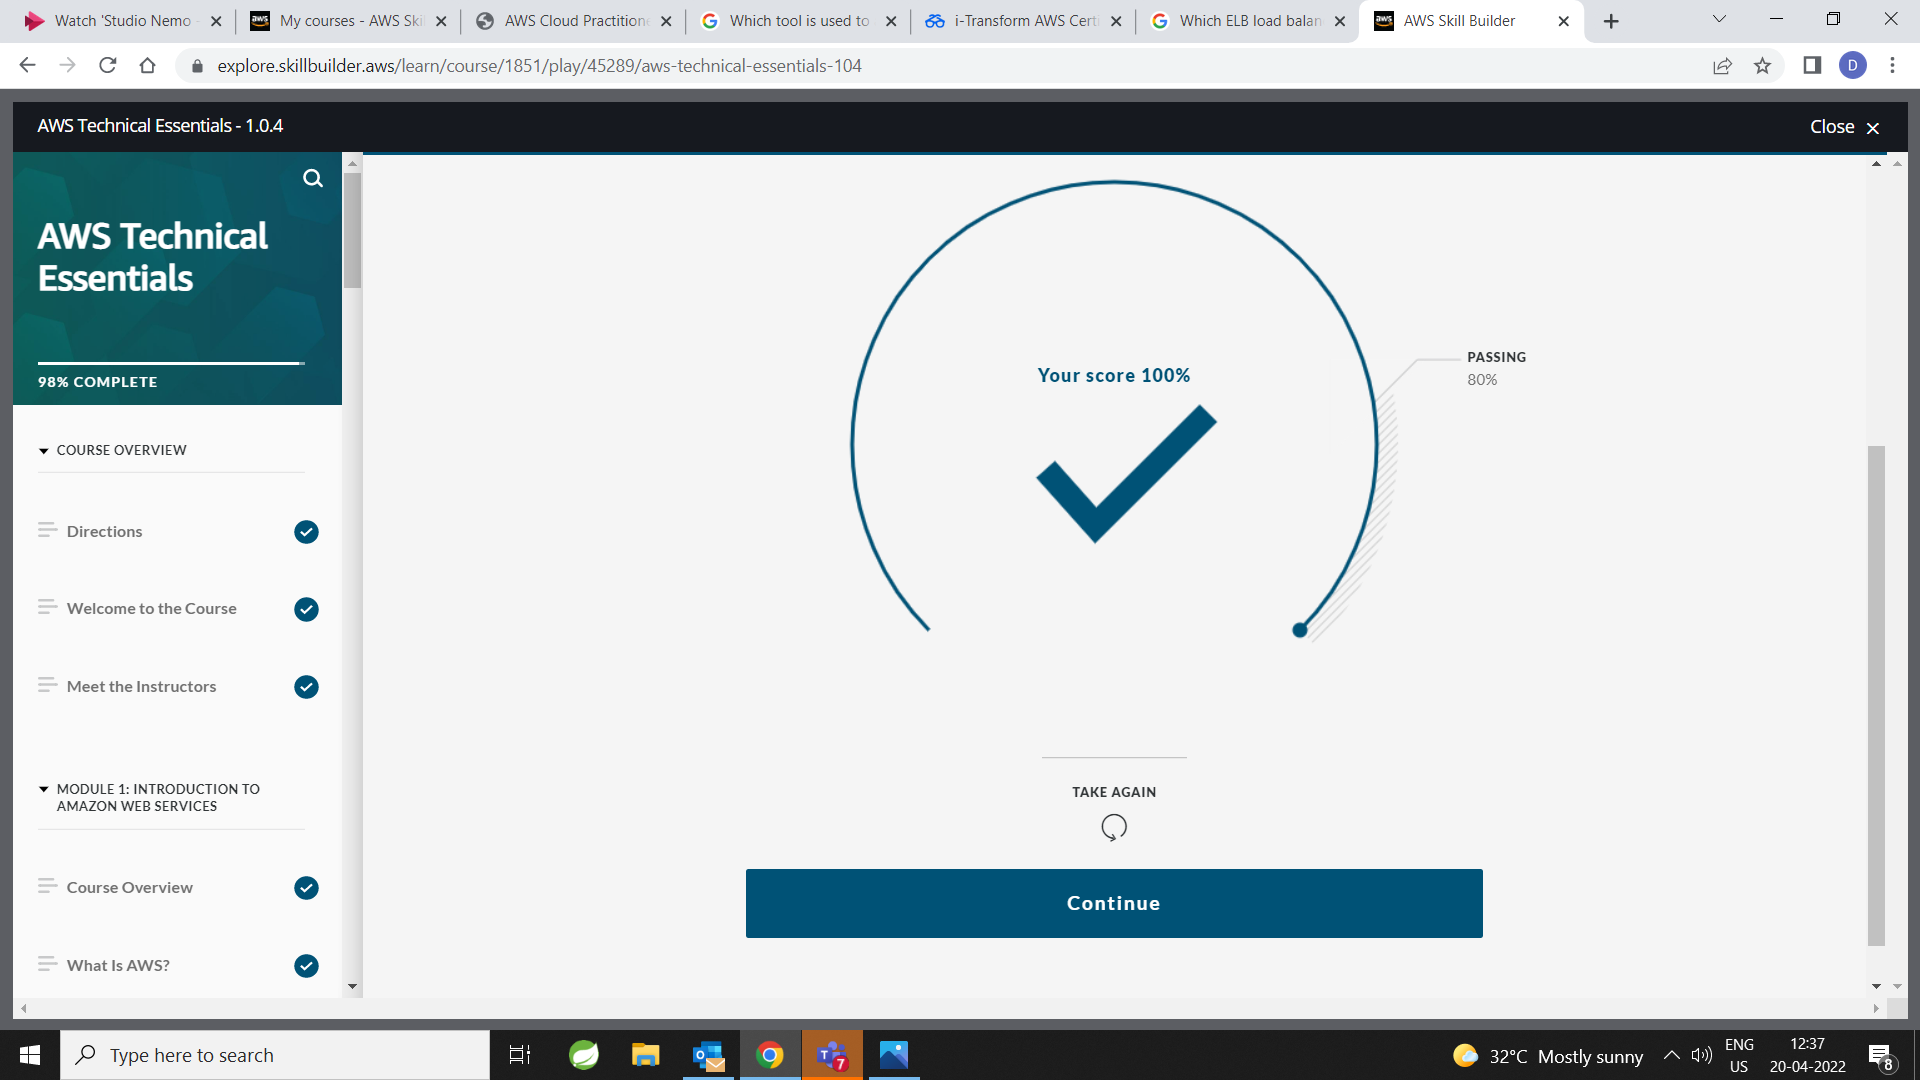 Watch 'Studio Nemo -
My courses - AWS Ski
AWS Cloud Practitione
Which tool is used to
i-Transform AWS Certi
Which ELB load balan
AWS Skill Builder
explore.skillbuilder.aws/learn/course/1851/play/45289/aws-technical-essentials-104
D
AWS Technical Essentials - 1.0.4
Close
AWS Technical
Essentials
98% COMPLETE
COURSE OVERVIEW
Directions
Welcome to the Course
Meet the Instructors
MODULE 1: INTRODUCTION TO
AMAZON WEB SERVICES
Course Overview
What Is AWS?
Your score 100%
PASSING
80%
TAKE AGAIN
Continue
Type here to search
7
32°C Mostly sunny
ENG
US
12:37
20-04-2022
8